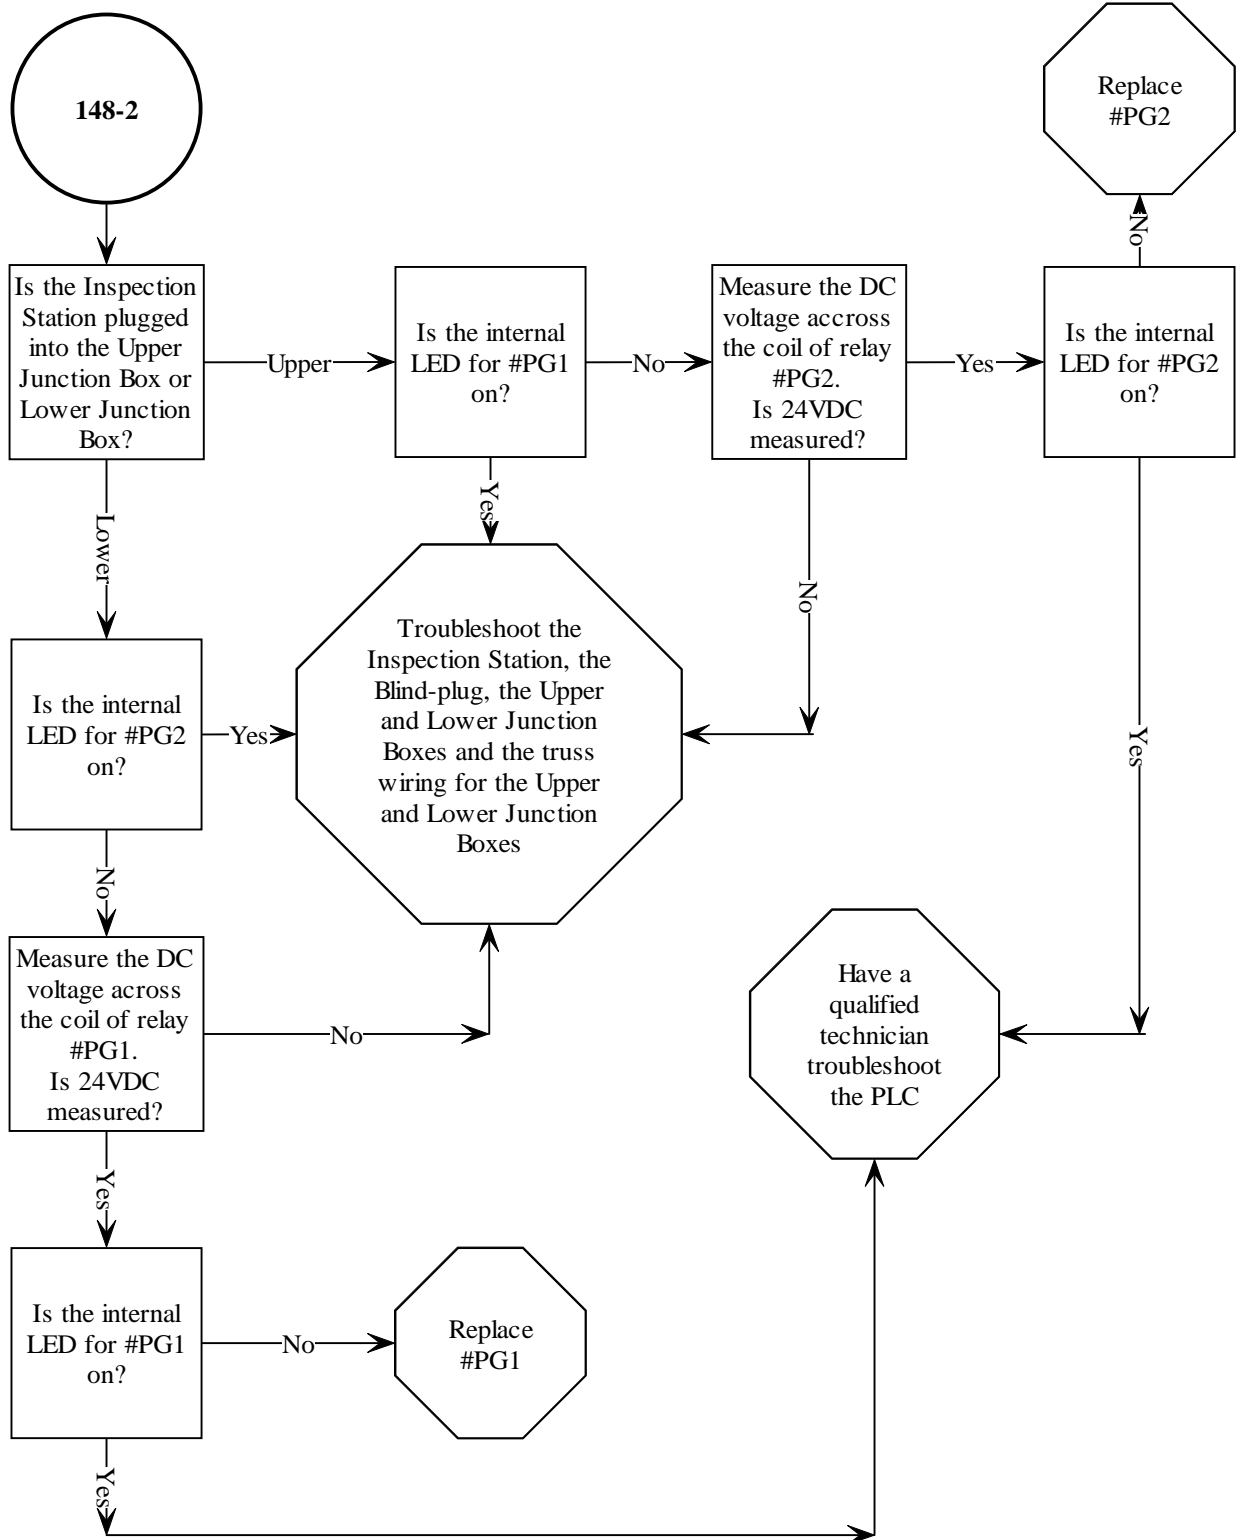 148-2
Replace
#PG2
No
Is the Inspection
Station plugged
into the Upper
Junction Box or
Lower Junction
Box?
Upper
Is the internal
LED for #PG1
on?
No
Measure the DC
voltage accross
the coil of relay
#PG2.
Is 24VDC
measured?
Yes
Is the internal
LED for #PG2
on?
Lower
Yes
No
Yes
Is the internal
LED for #PG2
on?
Yes
Troubleshoot the
Inspection Station, the
Blind-plug, the Upper
and Lower Junction
Boxes and the truss
wiring for the Upper
and Lower Junction
Boxes
No
Measure the DC
voltage across
the coil of relay
#PG1.
Is 24VDC
measured?
No
Have a
qualified
technician
troubleshoot
the PLC
Yes
Is the internal
LED for #PG1
on?
No
Replace
#PG1
Yes